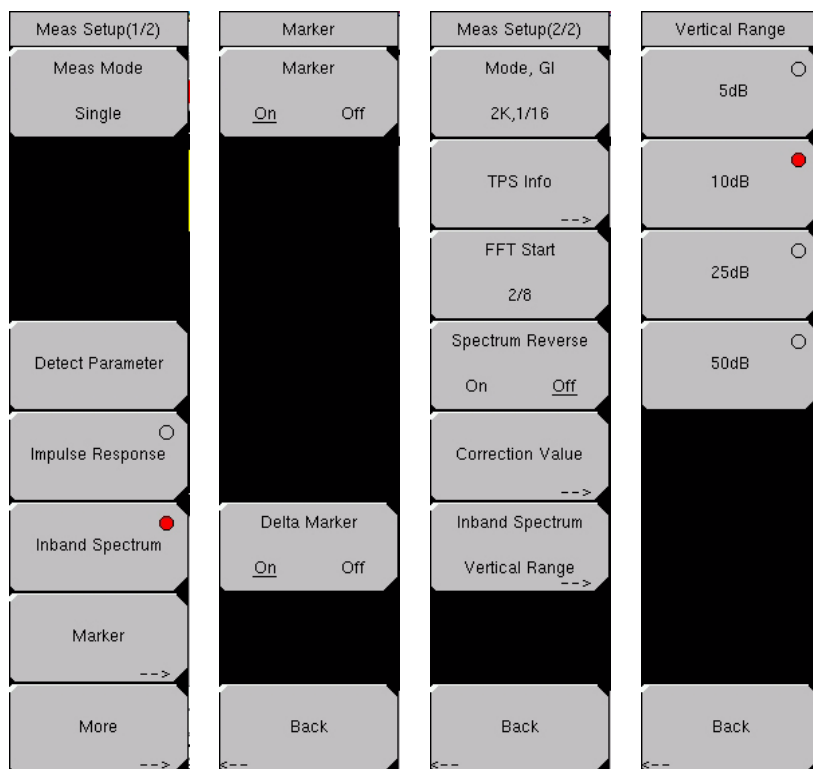 Meas Setup(1/2)
Meas Mode
Single
Detect Parameter
Impulse Response
Inband Spectrum
Marker
-->
More
-->
Marker
Marker
On Off
Delta Marker
On Off
Back
<--
Meas Setup(2/2)
Mode, GI
2K,1/16
TPS Info
-->
FFT Start
2/8
Spectrum Reverse
On Off
Correction Value
-->
Inband Spectrum
Vertical Range
-->
Back
<--
Vertical Range
5dB
10dB
25dB
50dB
Back
<--